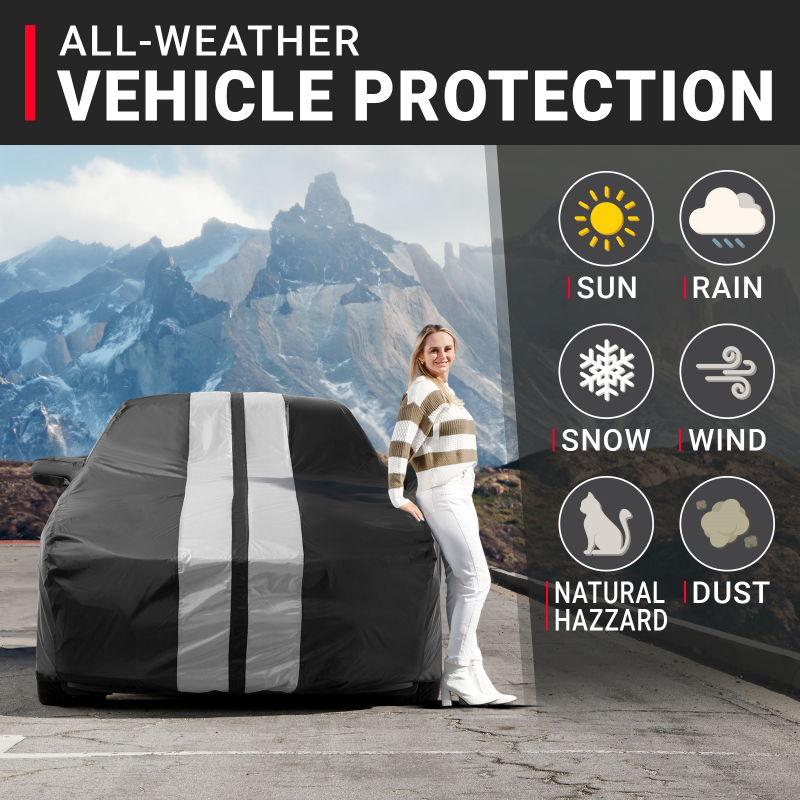 ALL-WEATHER
VEHICLE PROTECTION
SUN
RAIN
SNOW
WIND
NATURAL
HAZZARD
DUST